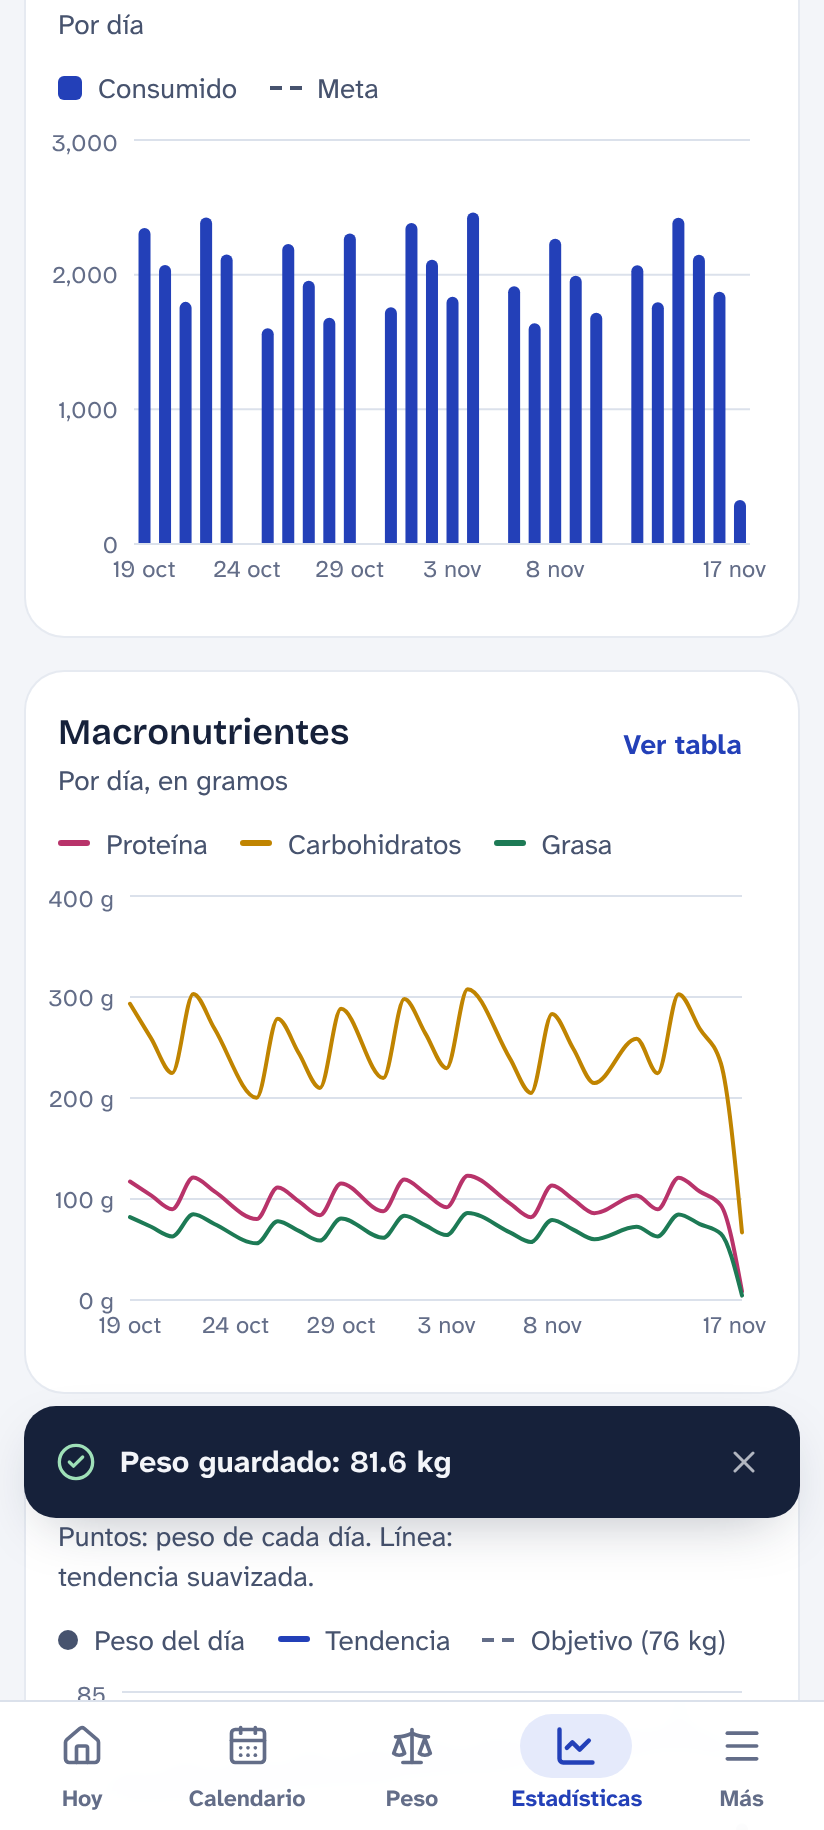 Por día
Consumido Meta
3,000
2,000
1,000
0
19 oct 24 oct 29 oct 3 nov 8 nov 17 nov
Macronutrientes
Ver tabla
Por día, en gramos
Proteína Carbohidratos Grasa
400 g
300 g
200 g
100 g
0 g
19 oct 24 oct 29 oct 3 nov 8 nov 17 nov
Peso guardado: 81.6 kg
Puntos: peso de cada día. Línea:
tendencia suavizada.
Peso del día Tendencia Objetivo (76 kg)
85
Hoy Calendario Peso Estadísticas Más